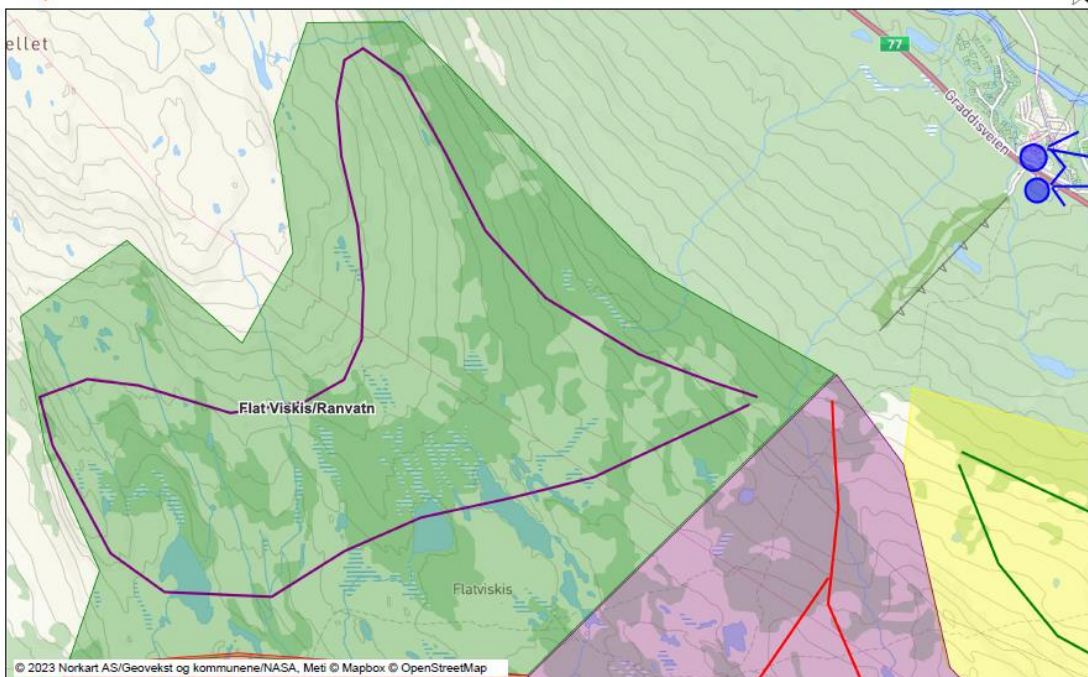 ellet
77
Graddisveien
Flat Viskis/Ranvatn
Flatviskis
© 2023 Norkart AS/Geovekst og kommunene/NASA, Meti © Mapbox © OpenStreetMap